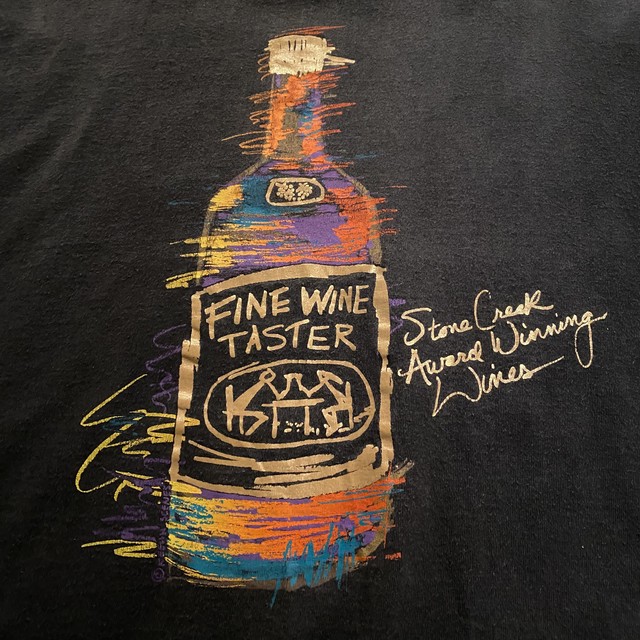 FINE WINE
TASTER
Stone Creek
Award Winning
Wines